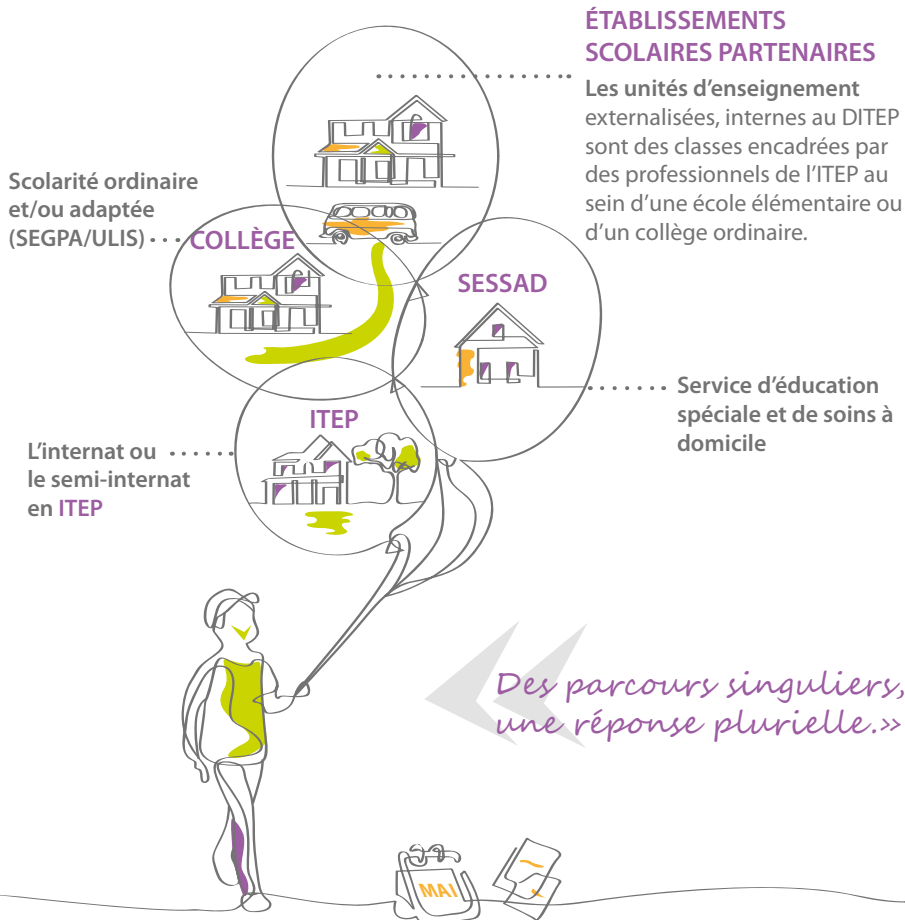 ÉTABLISSEMENTS
SCOLAIRES PARTENAIRES
Les unités d'enseignement
externalisées, internes au DITEP
sont des classes encadrées par
des professionnels de l'ITEP au
sein d'une école élémentaire ou
d'un collège ordinaire.
Scolarité ordinaire
et/ou adaptée
(SEGPA/ULIS)
COLLÈGE
SESSAD
Service d'éducation
spéciale et de soins à
domicile
ITEP
L'internat ou
le semi-internat
en ITEP
Des parcours singuliers,
une réponse plurielle.»
MAI